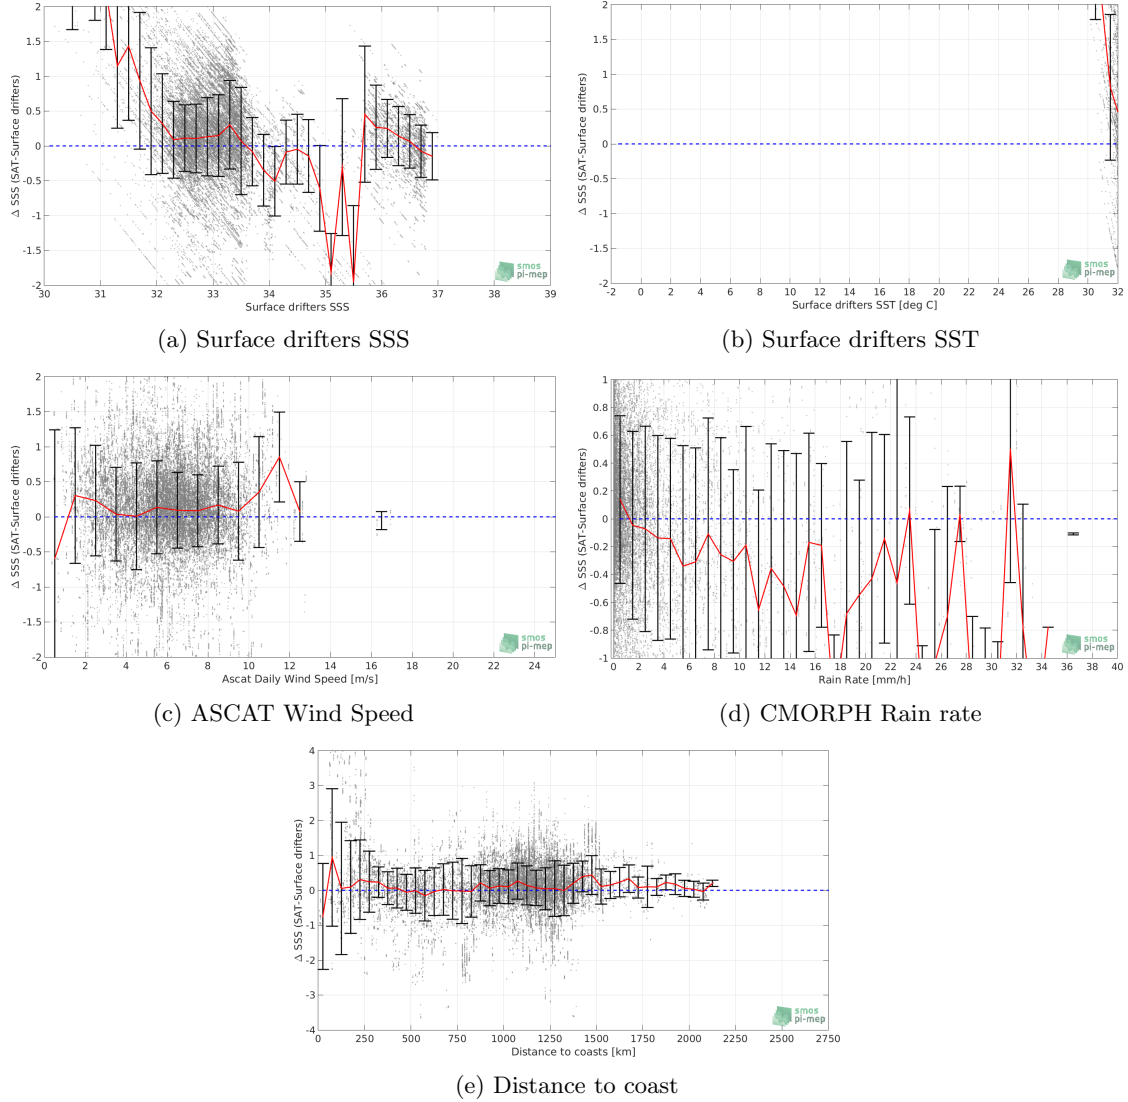 2
1.5
1
0.5
0
-0.5
-1
-1.5
-2
30 31 32 33 34 35 36 37 38 39
Δ SSS (SAT-Surface drifters)
Surface drifters SSS
smos
pi-mep
(a) Surface drifters SSS
2
1.5
1
0.5
0
-0.5
-1
-1.5
-2
-2 0 2 4 6 8 10 12 14 16 18 20 22 24 26 28 30 32
Δ SSS (SAT-Surface drifters)
Surface drifters SST [deg C]
smos
pi-mep
(b) Surface drifters SST
2
1.5
1
0.5
0
-0.5
-1
-1.5
-2
0 2 4 6 8 10 12 14 16 18 20 22 24
Δ SSS (SAT-Surface drifters)
Ascat Daily Wind Speed [m/s]
smos
pi-mep
(c) ASCAT Wind Speed
1
0.8
0.6
0.4
0.2
0
-0.2
-0.4
-0.6
-0.8
-1
0 2 4 6 8 10 12 14 16 18 20 22 24 26 28 30 32 34 36 38 40
Δ SSS (SAT-Surface drifters)
Rain Rate [mm/h]
smos
pi-mep
(d) CMORPH Rain rate
4
3
2
1
0
-1
-2
-3
-4
0 250 500 750 1000 1250 1500 1750 2000 2250 2500 2750
Δ SSS (SAT-Surface drifters)
Distance to coasts [km]
smos
pi-mep
(e) Distance to coast